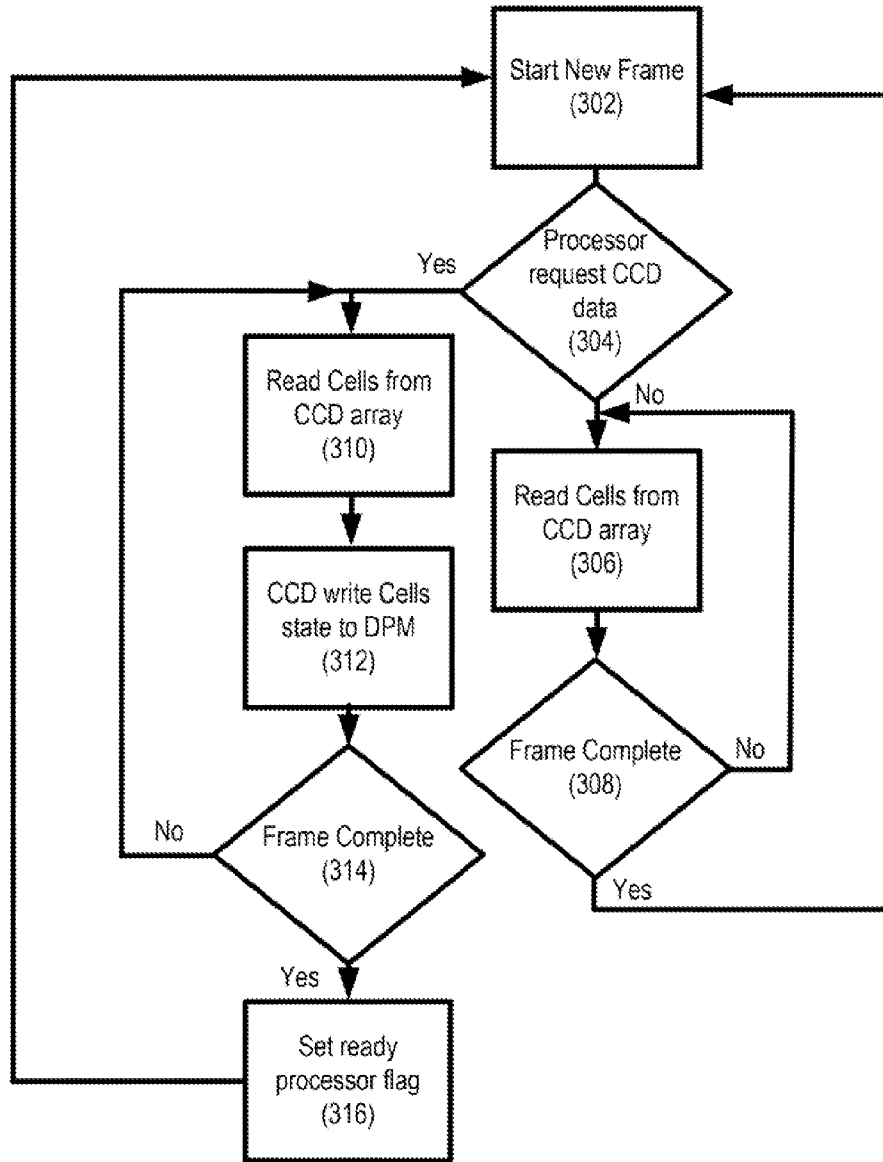 Start New Frame
(302)
Processor
request CCD
data
(304)
Yes
No
Read Cells from
CCD array
(310)
Read Cells from
CCD array
(306)
CCD write Cells
state to DPM
(312)
Frame Complete
(308)
No
Yes
Frame Complete
(314)
No
Yes
Set ready
processor flag
(316)